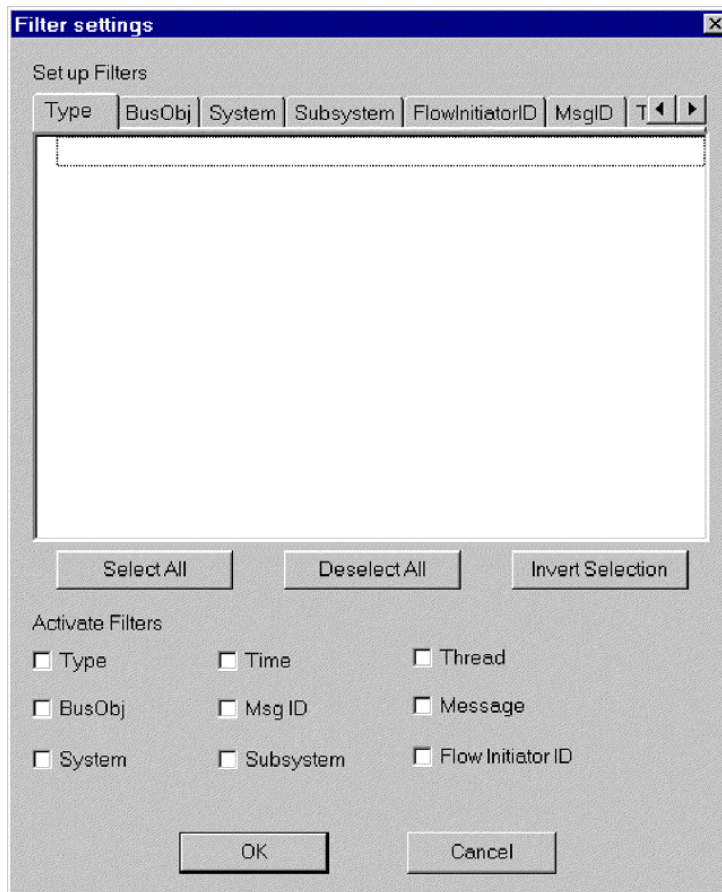 Filter settings
Set up Filters
Type BusObj System Subsystem FlowInitiatorID MsgID T
Select All Deselect All Invert Selection
Activate Filters
Type Time Thread
BusObj Msg ID Message
System Subsystem Flow Initiator ID
OK Cancel